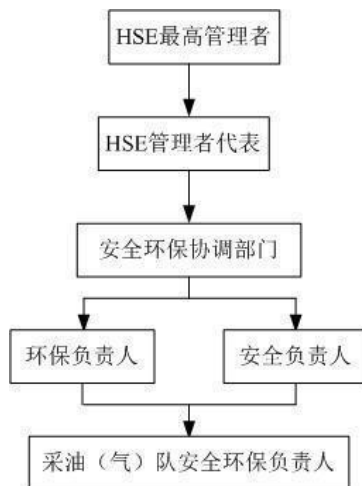 HSE最高管理者
HSE管理者代表
安全环保协调部门
环保负责人
安全负责人
采油（气）队安全环保负责人